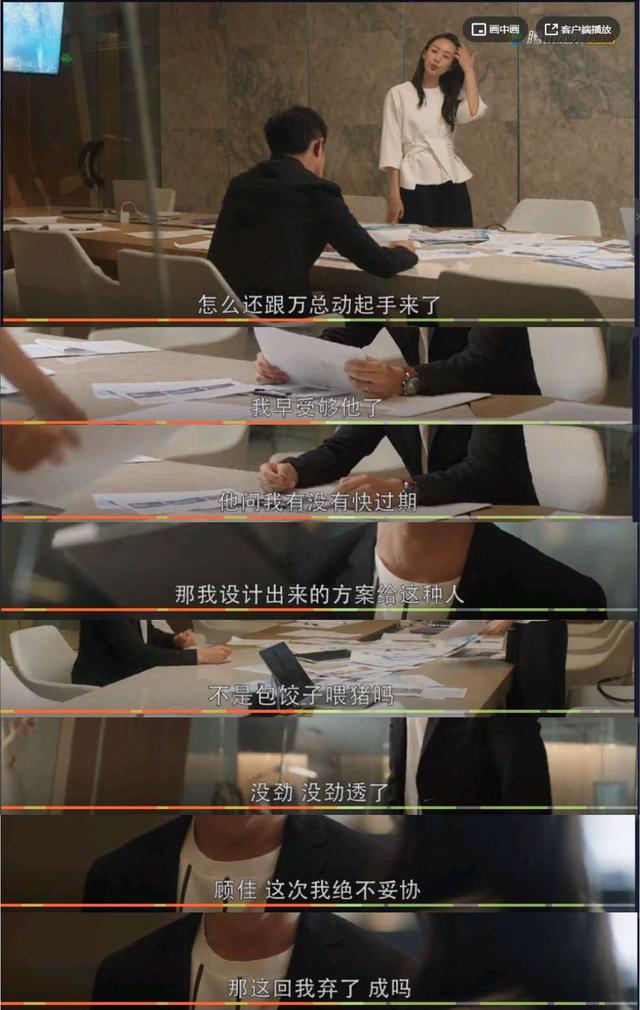 画中画
客户端播放
怎么还跟万总动起手来了
我早受够他了
他问我有没有快过期
那我设计出来的方案给这种人
不是包饺子喂猪吗
没劲 没劲透了
顾佳 这次我绝不妥协
那这回我弃了 成吗